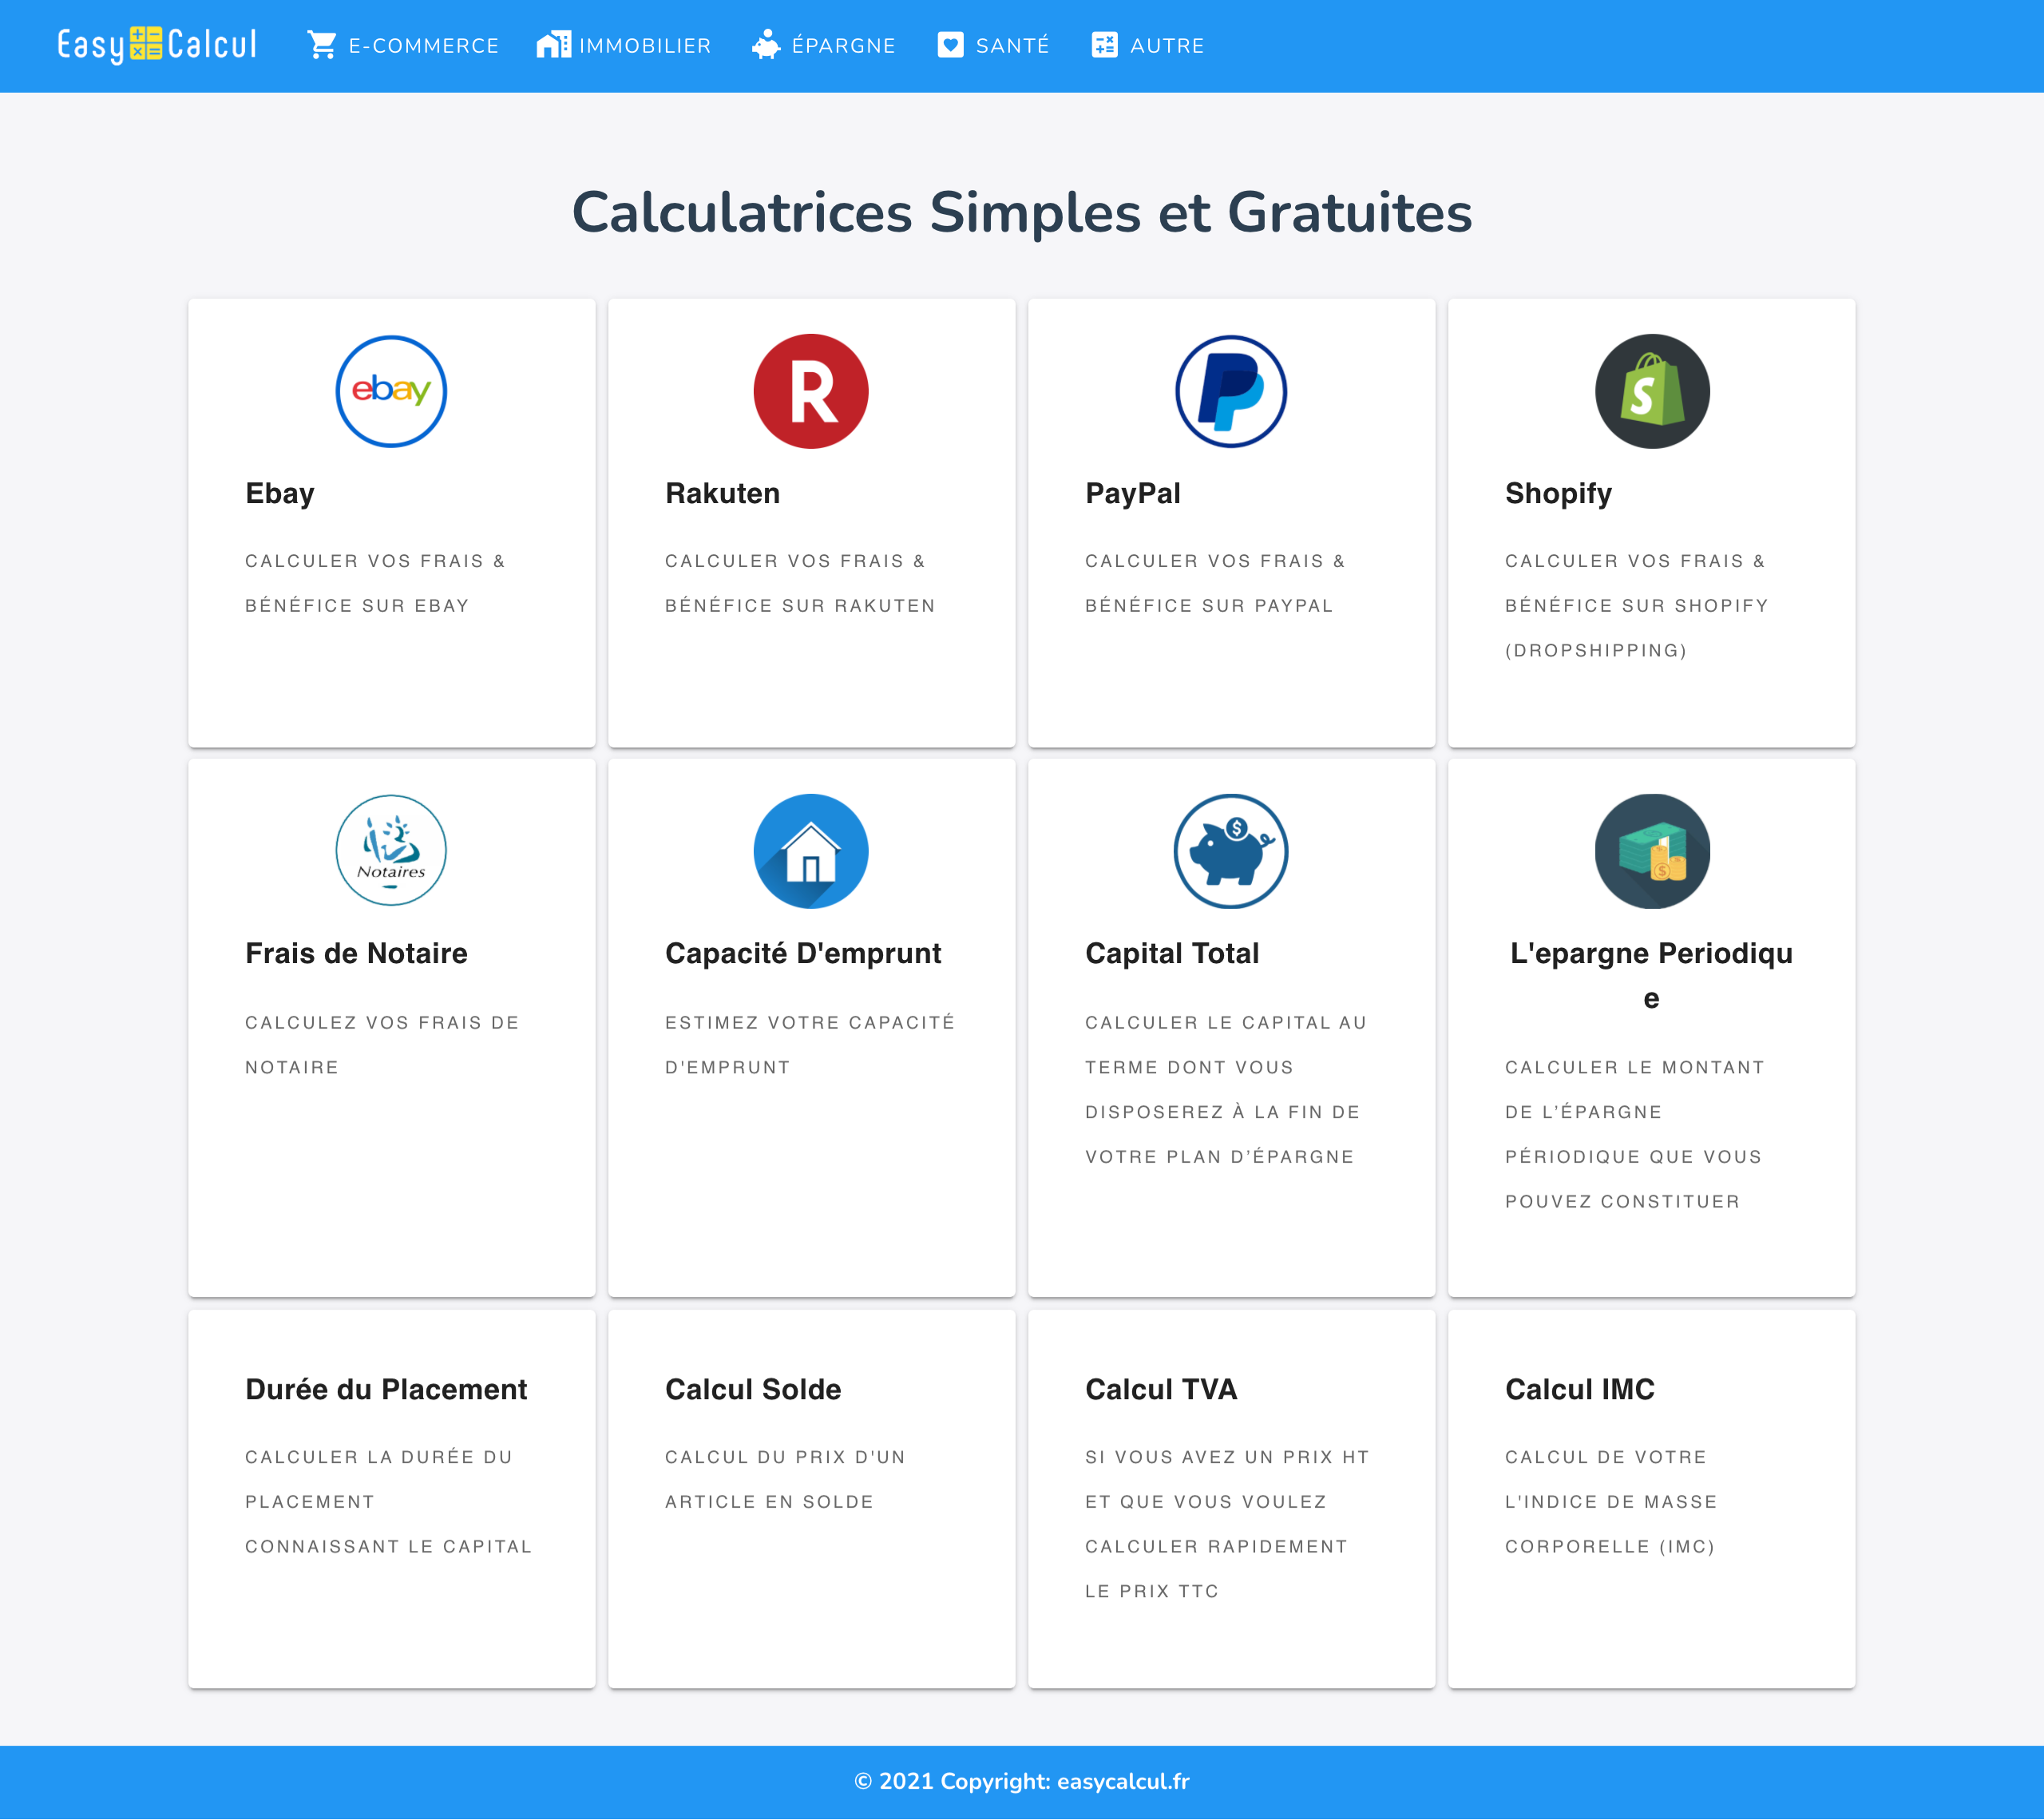 Easy Calcul
E-COMMERCE
IMMOBILIER
ÉPARGNE
SANTÉ
AUTRE
Calculatrices Simples et Gratuites
ebay
Ebay
CALCULER VOS FRAIS &
BÉNÉFICE SUR EBAY
R
Rakuten
CALCULER VOS FRAIS &
BÉNÉFICE SUR RAKUTEN
P
PayPal
CALCULER VOS FRAIS &
BÉNÉFICE SUR PAYPAL
S
Shopify
CALCULER VOS FRAIS &
BÉNÉFICE SUR SHOPIFY
(DROPSHIPPING)
Notaires
Frais de Notaire
CALCULEZ VOS FRAIS DE
NOTAIRE
Capacité D'emprunt
ESTIMEZ VOTRE CAPACITÉ
D'EMPRUNT
$
Capital Total
CALCULER LE CAPITAL AU
TERME DONT VOUS
DISPOSEREZ À LA FIN DE
VOTRE PLAN D’ÉPARGNE
$
L'epargne Periodiqu
e
CALCULER LE MONTANT
DE L’ÉPARGNE
PÉRIODIQUE QUE VOUS
POUVEZ CONSTITUER
Durée du Placement
CALCULER LA DURÉE DU
PLACEMENT
CONNAISSANT LE CAPITAL
Calcul Solde
CALCUL DU PRIX D'UN
ARTICLE EN SOLDE
Calcul TVA
SI VOUS AVEZ UN PRIX HT
ET QUE VOUS VOULEZ
CALCULER RAPIDEMENT
LE PRIX TTC
Calcul IMC
CALCUL DE VOTRE
L'INDICE DE MASSE
CORPORELLE (IMC)
© 2021 Copyright: easycalcul.fr